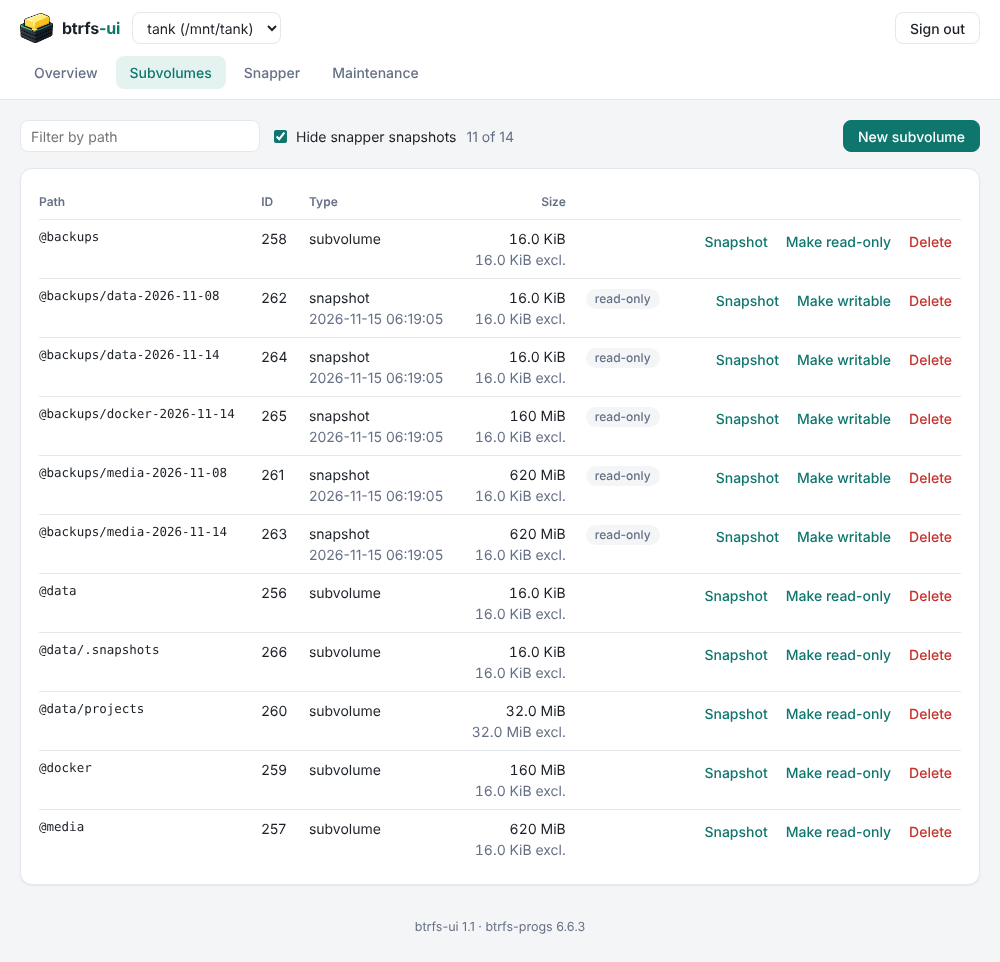 btrfs-ui tank (/mnt/tank) Sign out
Overview Subvolumes Snapper Maintenance
Filter by path Hide snapper snapshots 11 of 14 New subvolume
Path ID Type Size
@backups 258 subvolume 16.0 KiB Snapshot Make read-only Delete
16.0 KiB excl.
@backups/data-2026-11-08 262 snapshot 16.0 KiB read-only Snapshot Make writable Delete
2026-11-15 06:19:05 16.0 KiB excl.
@backups/data-2026-11-14 264 snapshot 16.0 KiB read-only Snapshot Make writable Delete
2026-11-15 06:19:05 16.0 KiB excl.
@backups/docker-2026-11-14 265 snapshot 160 MiB read-only Snapshot Make writable Delete
2026-11-15 06:19:05 16.0 KiB excl.
@backups/media-2026-11-08 261 snapshot 620 MiB read-only Snapshot Make writable Delete
2026-11-15 06:19:05 16.0 KiB excl.
@backups/media-2026-11-14 263 snapshot 620 MiB read-only Snapshot Make writable Delete
2026-11-15 06:19:05 16.0 KiB excl.
@data 256 subvolume 16.0 KiB Snapshot Make read-only Delete
16.0 KiB excl.
@data/.snapshots 266 subvolume 16.0 KiB Snapshot Make read-only Delete
16.0 KiB excl.
@data/projects 260 subvolume 32.0 MiB Snapshot Make read-only Delete
32.0 MiB excl.
@docker 259 subvolume 160 MiB Snapshot Make read-only Delete
16.0 KiB excl.
@media 257 subvolume 620 MiB Snapshot Make read-only Delete
16.0 KiB excl.
btrfs-ui 1.1 · btrfs-progs 6.6.3